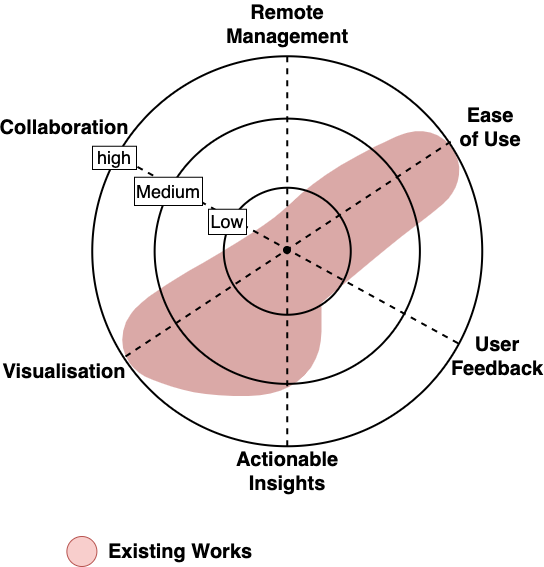 Remote
Management
Ease
of Use
Collaboration
high
Medium
Low
User
Feedback
Visualisation
Actionable
Insights
Existing Works